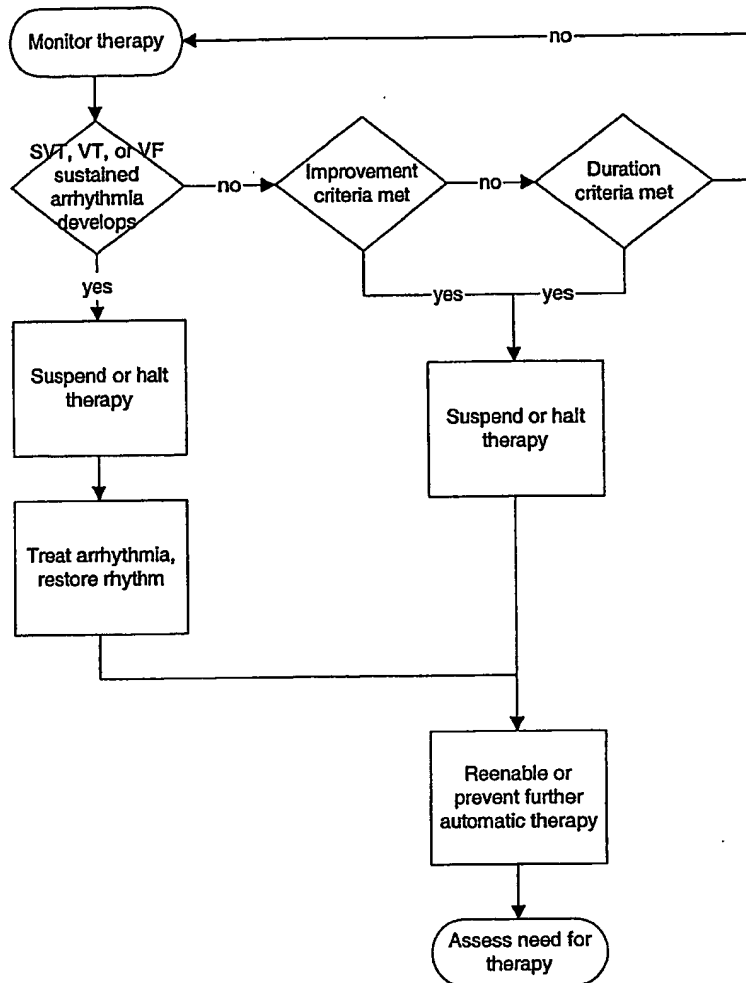 Monitor therapy
no
SVT, VT, or VF
sustained
arrhythmia
develops
no
Improvement
criteria met
no
Duration
criteria met
yes
yes
yes
Suspend or halt
therapy
Suspend or halt
therapy
Treat arrhythmia,
restore rhythm
Reenable or
prevent further
automatic therapy
Assess need for
therapy